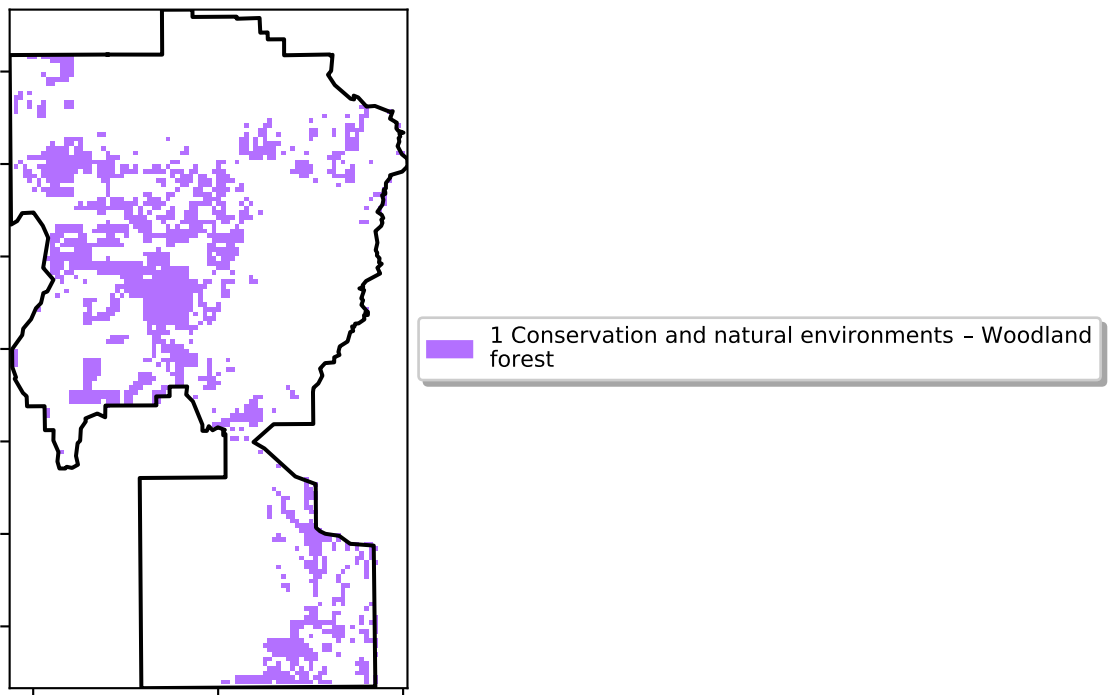 1 Conservation and natural environments – Woodland
forest